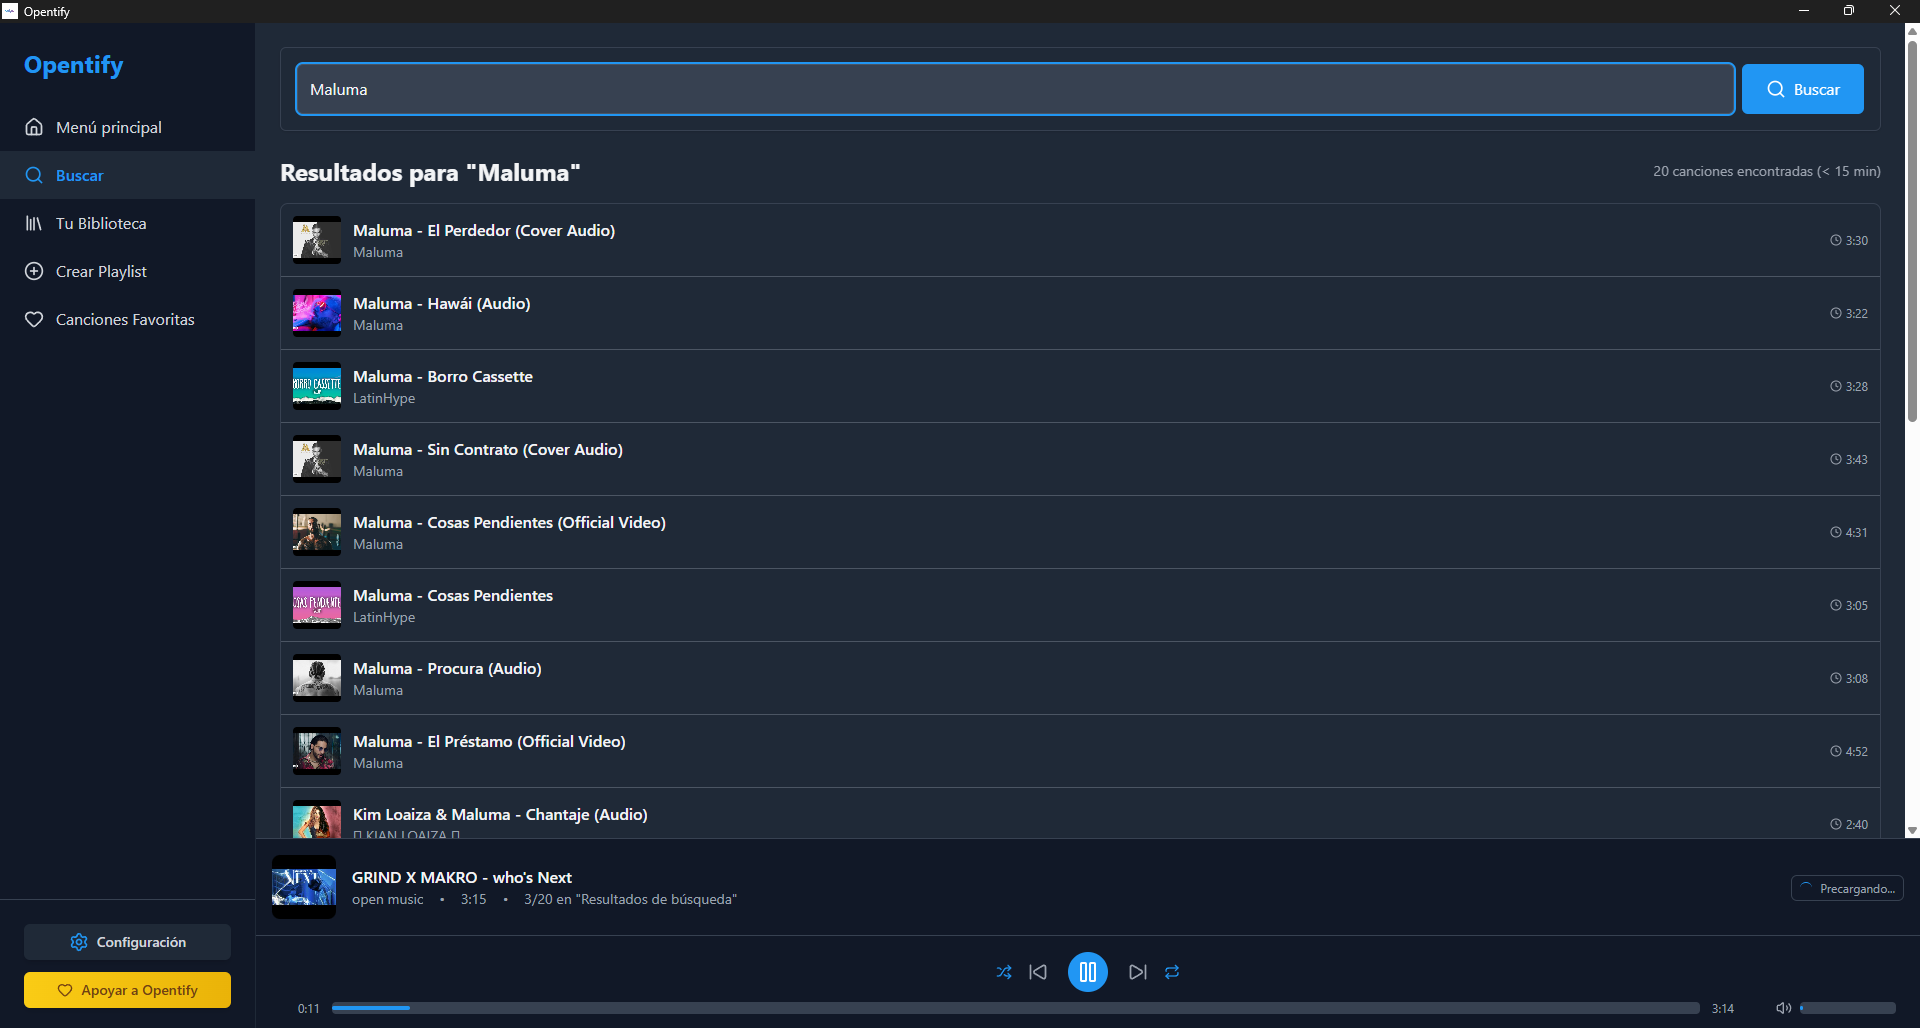 Opentify
Opentify
Menú principal
Buscar
Tu Biblioteca
Crear Playlist
Canciones Favoritas
Configuración
Apoyar a Opentify
Maluma
Buscar
Resultados para "Maluma"
20 canciones encontradas (< 15 min)
Maluma - El Perdedor (Cover Audio)
Maluma
3:30
Maluma - Hawái (Audio)
Maluma
3:22
BORRO CASSETTE
Maluma - Borro Cassette
LatinHype
3:28
Maluma - Sin Contrato (Cover Audio)
Maluma
3:43
Maluma - Cosas Pendientes (Official Video)
Maluma
4:31
Maluma - Cosas Pendientes
LatinHype
3:05
Maluma - Procura (Audio)
Maluma
3:08
Maluma - El Préstamo (Official Video)
Maluma
4:52
Kim Loaiza & Maluma - Chantaje (Audio)
KIAN LOAIZA
2:40
GRIND X MAKRO - who's Next
open music • 3:15 • 3/20 en "Resultados de búsqueda"
Precargando...
0:11
3:14